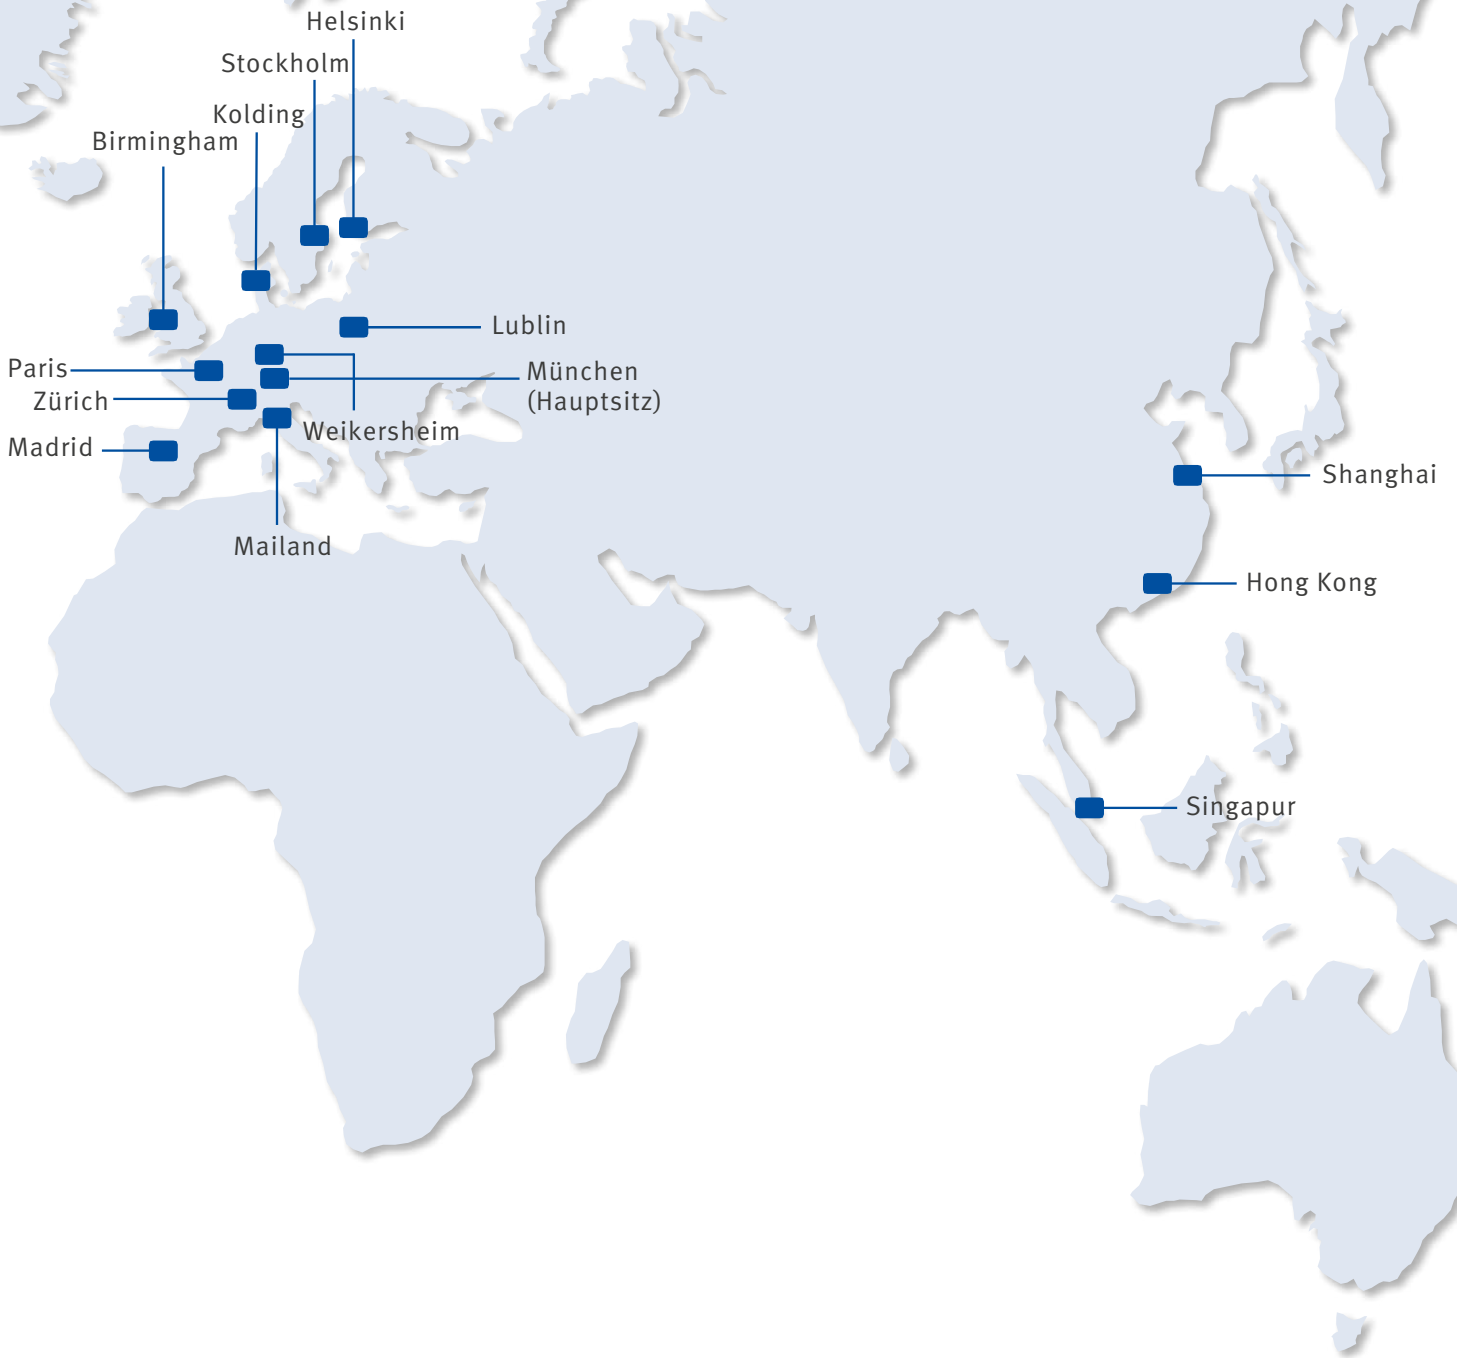 Helsinki
Stockholm
Kolding
Birmingham
Lublin
Paris
München
(Hauptsitz)
Zürich
Weikersheim
Madrid
Shanghai
Mailand
Hong Kong
Singapur